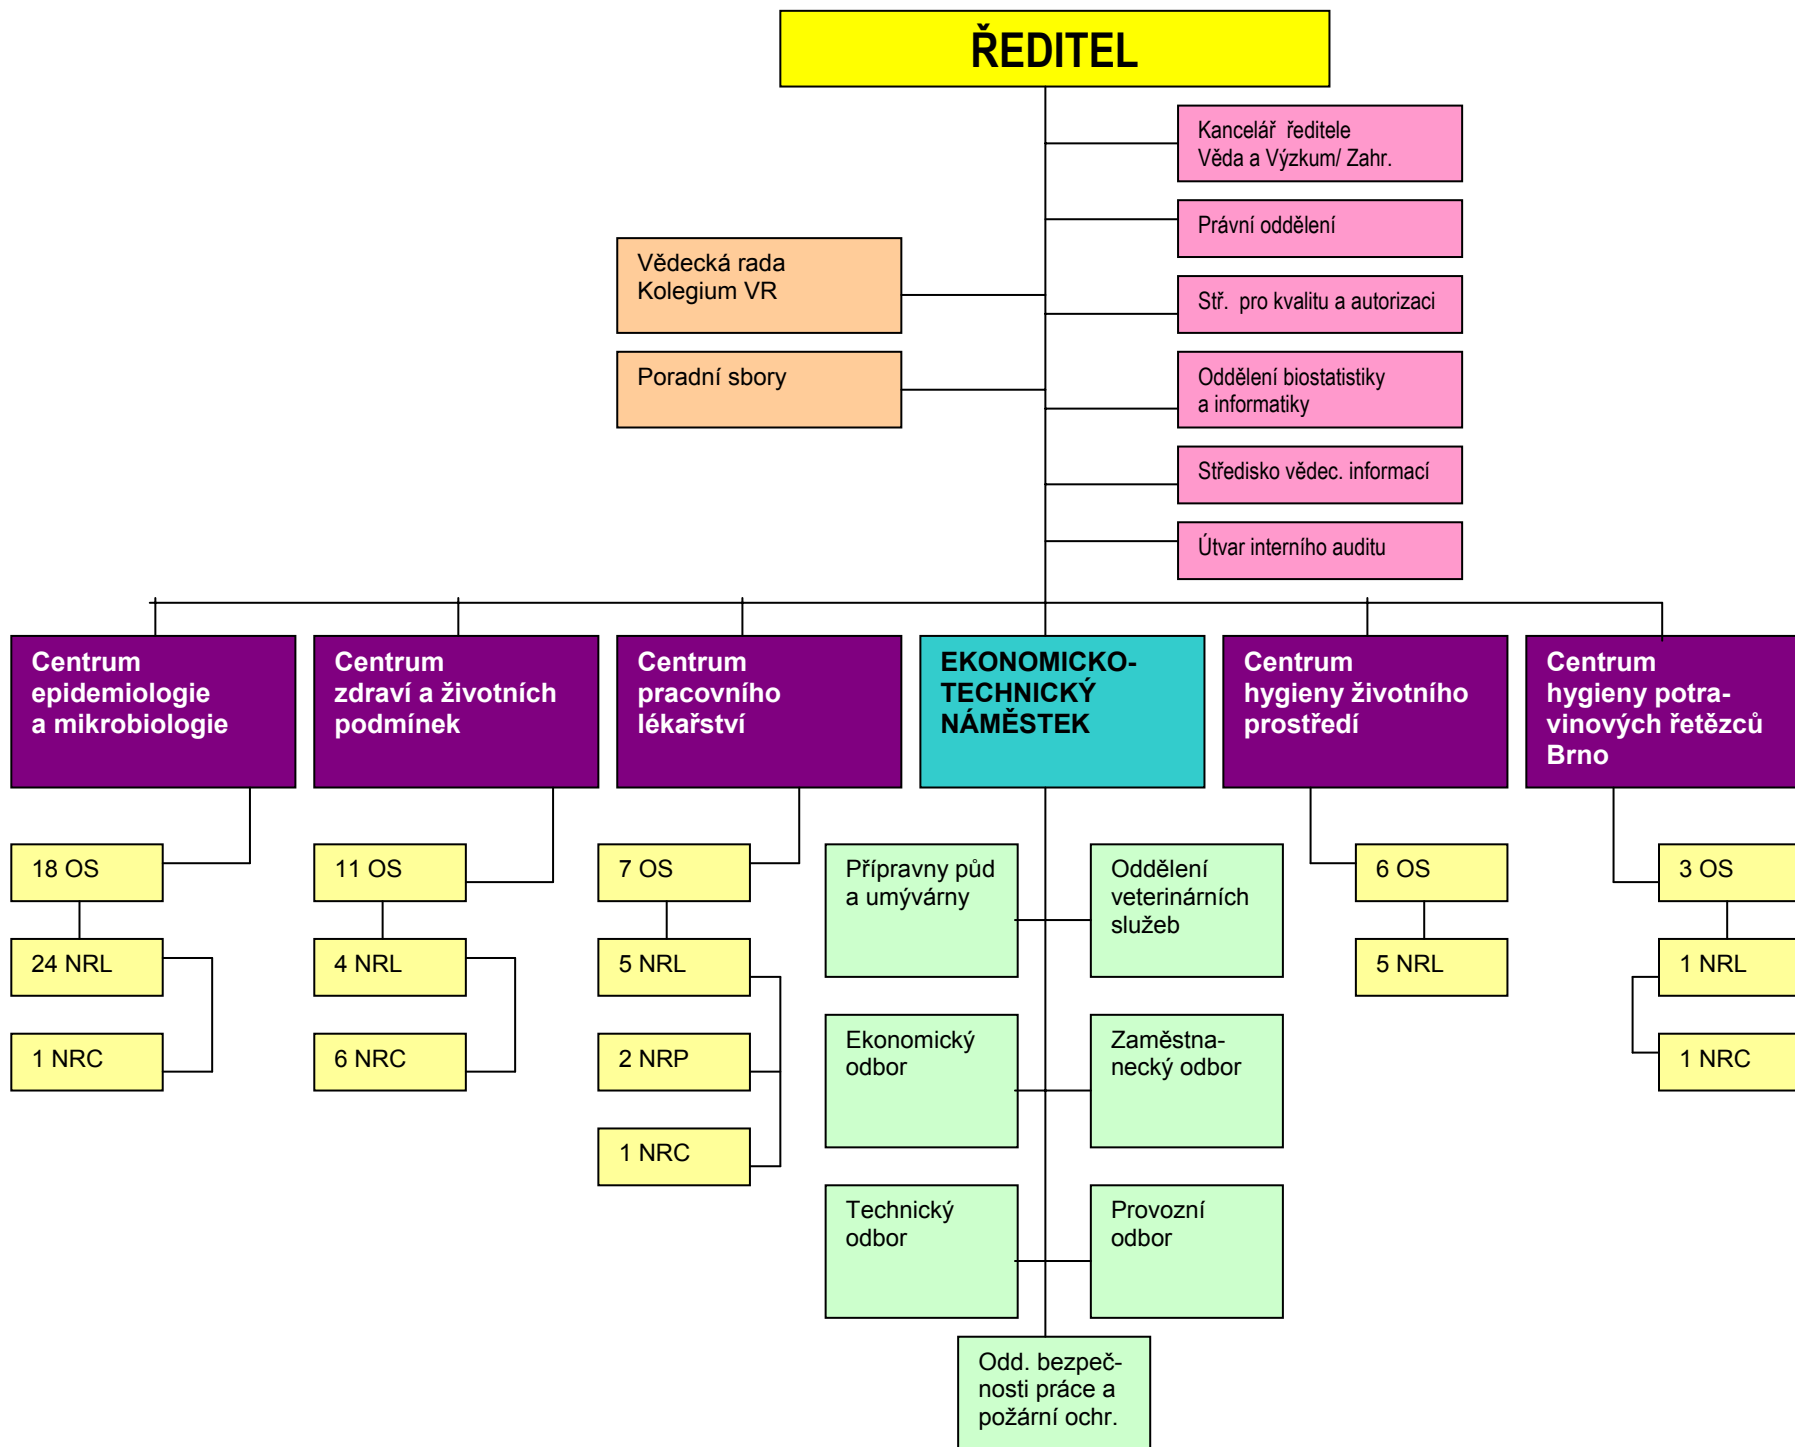 ŘEDITEL
Kancelář ředitele
Věda a Výzkum/ Zahr.
Právní oddělení
Vědecká rada
Kolegium VR
Stř. pro kvalitu a autorizaci
Poradní sbory
Oddělení biostatistiky
a informatiky
Středisko vědec. informací
Útvar interního auditu
Centrum
epidemiologie
a mikrobiologie
Centrum
zdraví a životních
podmínek
Centrum
pracovního
lékařství
EKONOMICKO-
TECHNICKÝ
NÁMĚSTEK
Centrum
hygieny životního
prostředí
Centrum
hygieny potra-
vinových řetězců
Brno
18 OS
24 NRL
1 NRC
11 OS
4 NRL
6 NRC
7 OS
5 NRL
2 NRP
1 NRC
Přípravny půd
a umývárny
Oddělení
veterinárních
služeb
Ekonomický
odbor
Zaměstna-
necký odbor
Technický
odbor
Provozní
odbor
Odd. bezpeč-
nosti práce a
požární ochr.
6 OS
5 NRL
3 OS
1 NRL
1 NRC